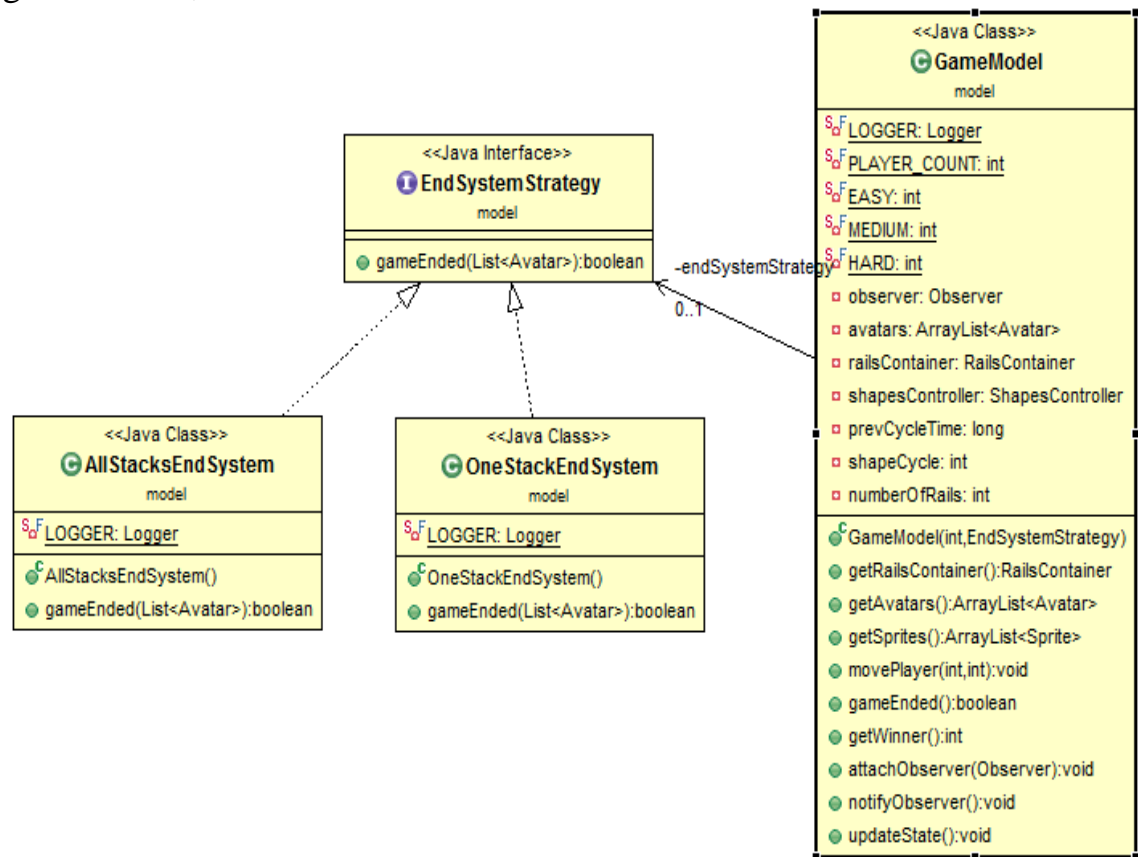 <<Java Class>>
GameModel
model
LOGGER: Logger
PLAYER_COUNT: int
EASY: int
MEDIUM: int
HARD: int
observer: Observer
avatars: ArrayList<Avatar>
railsContainer: RailsContainer
shapesController: ShapesController
prevCycleTime: long
shapeCycle: int
numberOfRails: int
GameModel(int,EndSystemStrategy)
getRailsContainer():RailsContainer
getAvatars():ArrayList<Avatar>
getSprites():ArrayList<Sprite>
movePlayer(int,int):void
gameEnded():boolean
getWinner():int
attachObserver(Observer):void
notifyObserver():void
updateState():void
<<Java Interface>>
EndSystemStrategy
model
gameEnded(List<Avatar>):boolean
-endSystemStrategy
0..1
<<Java Class>>
AllStacksEndSystem
model
LOGGER: Logger
AllStacksEndSystem()
gameEnded(List<Avatar>):boolean
<<Java Class>>
OneStackEndSystem
model
LOGGER: Logger
OneStackEndSystem()
gameEnded(List<Avatar>):boolean